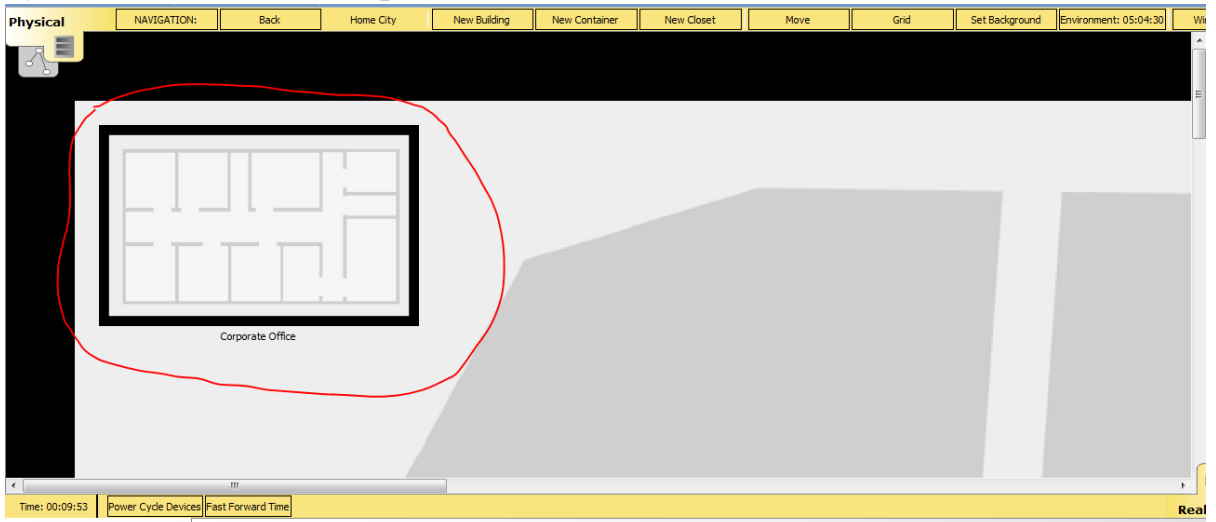 Physical NAVIGATION: Back Home City New Building New Container New Closet Move Grid Set Background Environment: 05:04:30
Corporate Office
Time: 00:09:53 Power Cycle Devices Fast Forward Time
Real